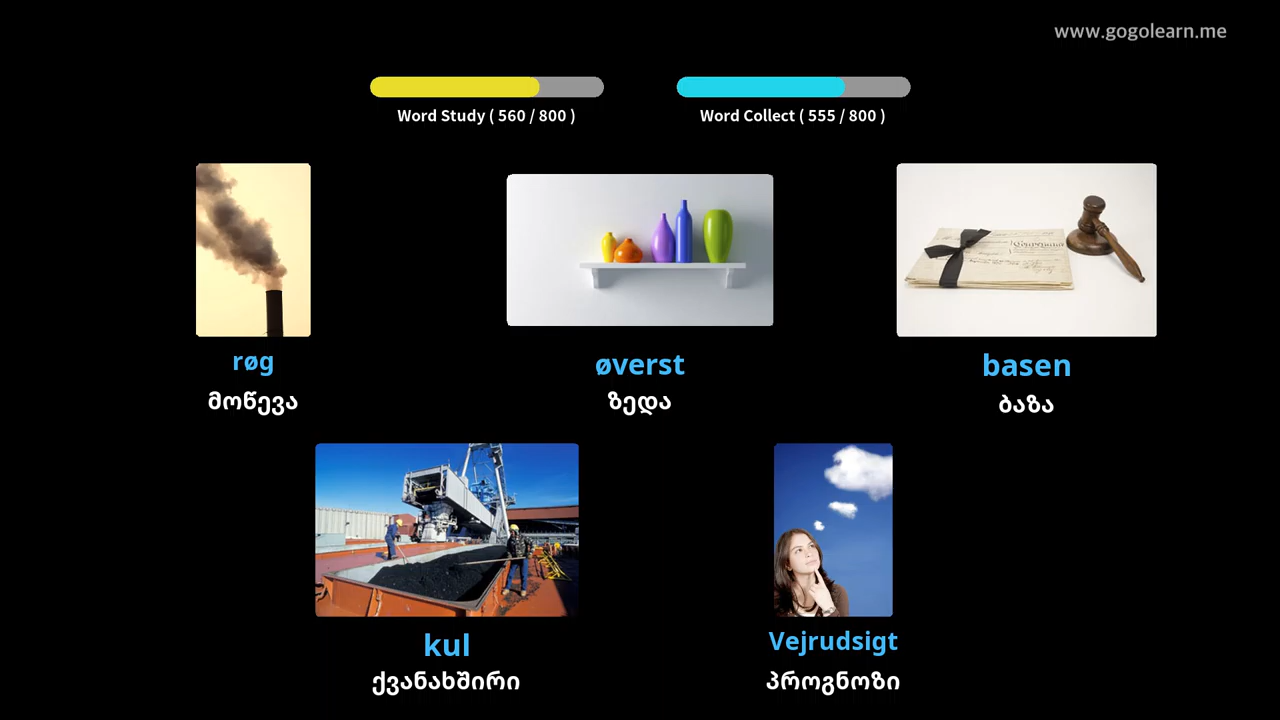 www.gogolearn.me
Word Study ( 560 / 800 )
Word Collect ( 555 / 800 )
røg
მოწევა
øverst
ზედა
basen
ბაზა
kul
ქვანახშირი
Vejrudsigt
პროგნოზი